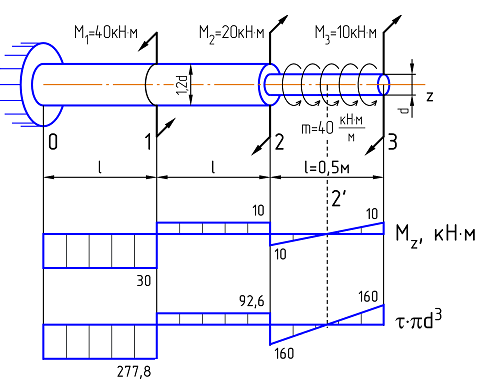 M₁=40кН·м M₂=20кН·м M₃=10кН·м
1,2d
d
z
m=40 кН·м/м
0 1 2 3
l l l=0,5м
2'
10 10
M_z, кН·м
30 10
92,6 160
τ·πd³
277,8 160